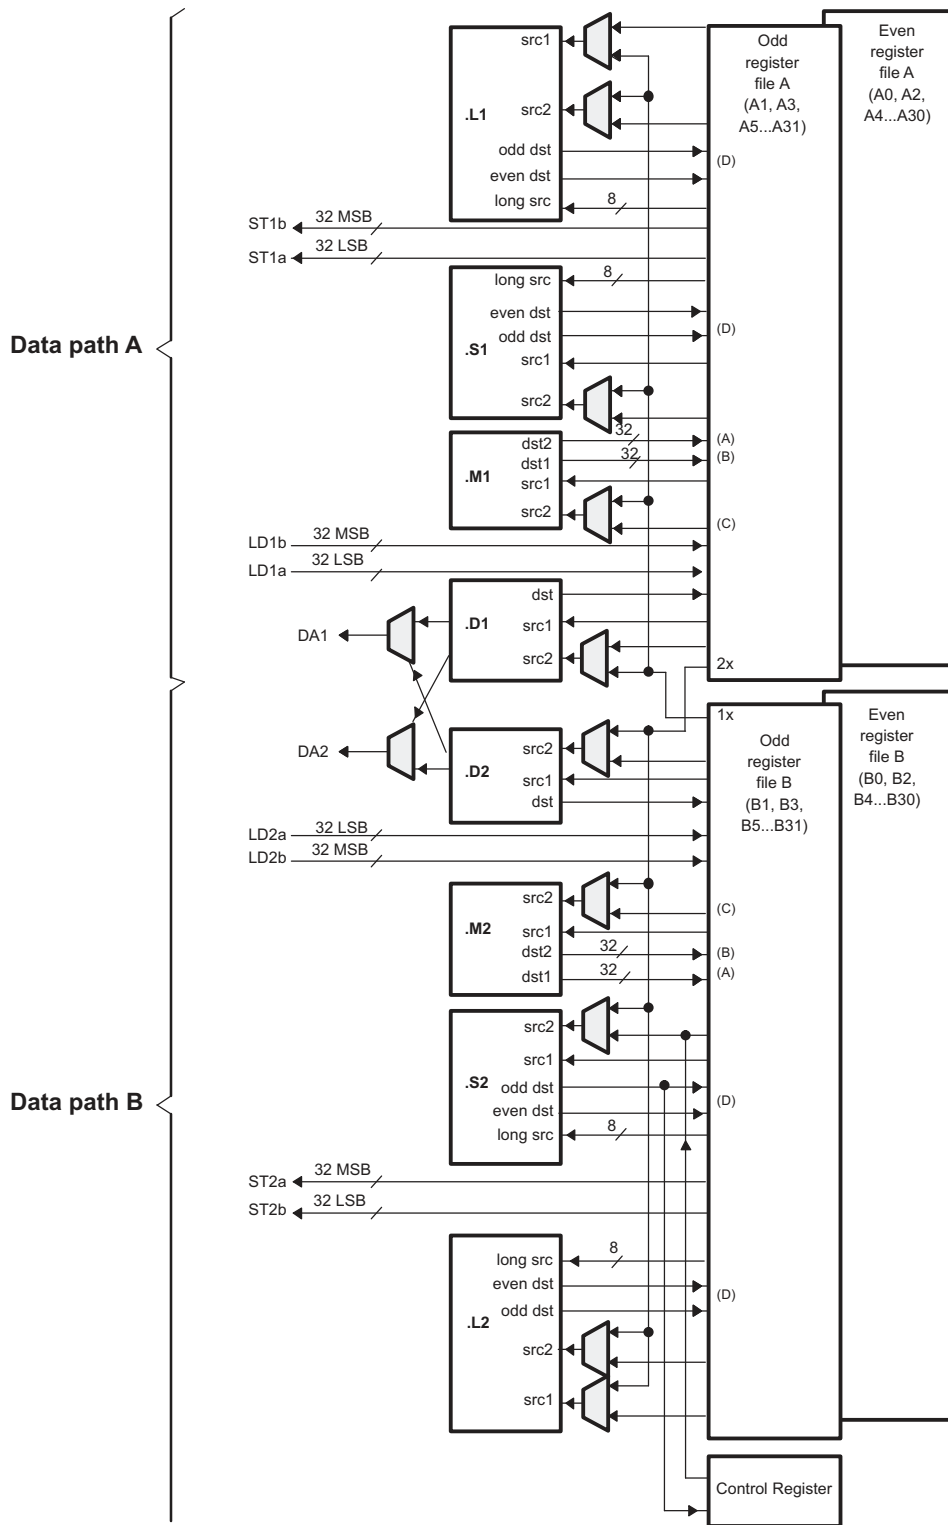 src1
Odd
register
file A
(A1, A3,
A5...A31)
Even
register
file A
(A0, A2,
A4...A30)
.L1
src2
odd dst
(D)
even dst
long src
8
ST1b
32 MSB
ST1a
32 LSB
long src
8
even dst
(D)
odd dst
Data path A
.S1
src1
src2
32
dst2
(A)
32
dst1
(B)
.M1
src1
src2
(C)
LD1b
32 MSB
LD1a
32 LSB
dst
.D1
src1
DA1
src2
2x
1x
Odd
register
file B
(B1, B3,
B5...B31)
Even
register
file B
(B0, B2,
B4...B30)
DA2
src2
.D2
src1
dst
LD2a
32 LSB
LD2b
32 MSB
src2
(C)
.M2
src1
dst2
32
(B)
dst1
32
(A)
src2
src1
.S2
odd dst
Data path B
(D)
even dst
long src
8
ST2a
32 MSB
ST2b
32 LSB
long src
8
even dst
(D)
odd dst
.L2
src2
src1
Control Register